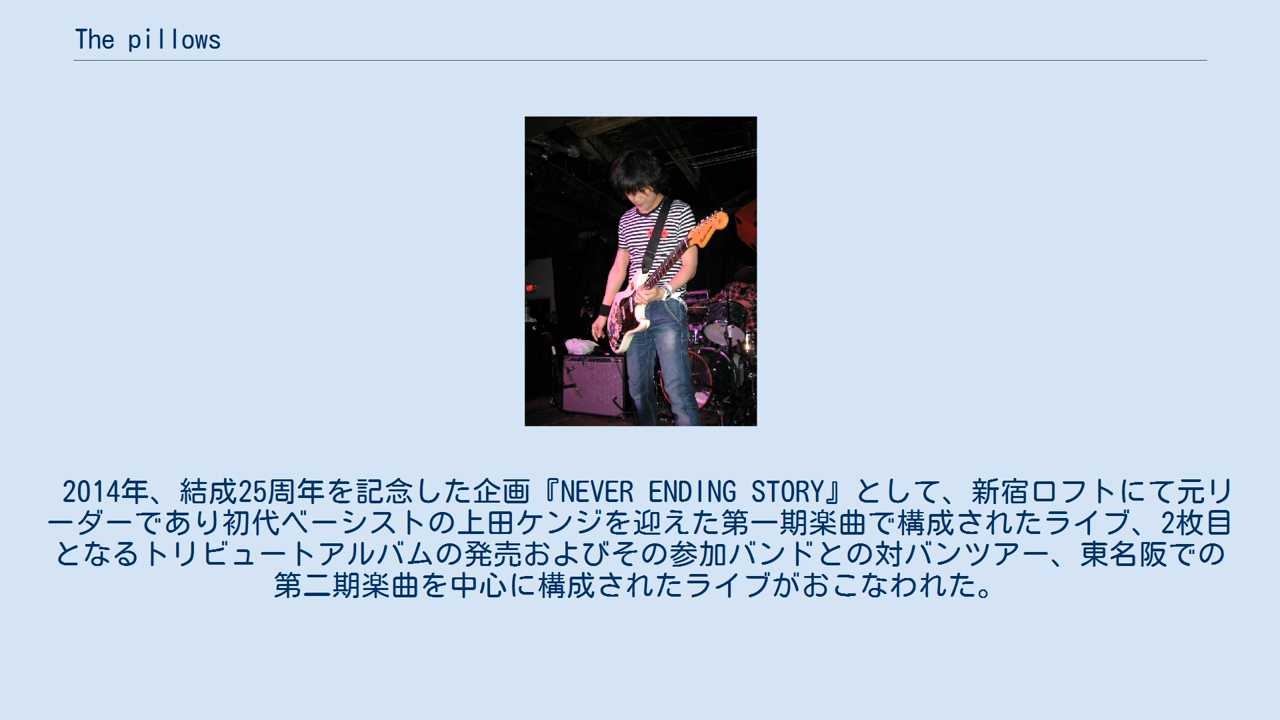 The pillows
2014年、結成25周年を記念した企画『NEVER ENDING STORY』として、新宿ロフトにて元リ
ーダーであり初代ベーシストの上田ケンジを迎えた第一期楽曲で構成されたライブ、2枚目
となるトリビュートアルバムの発売およびその参加バンドとの対バンツアー、東名阪での
第二期楽曲を中心に構成されたライブがおこなわれた。